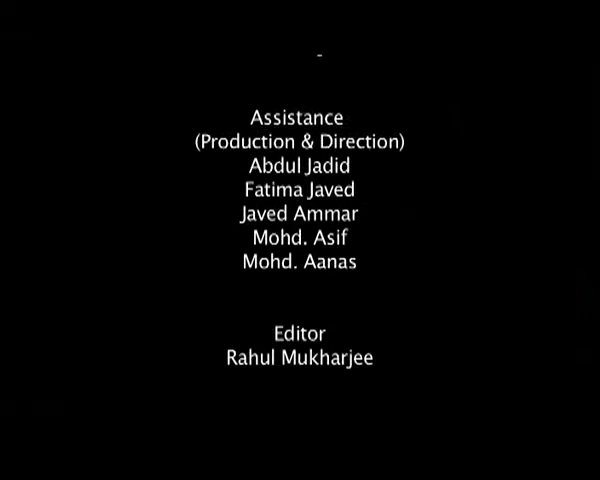 -
Assistance
(Production & Direction)
Abdul Jadid
Fatima Javed
Javed Ammar
Mohd. Asif
Mohd. Aanas
Editor
Rahul Mukharjee